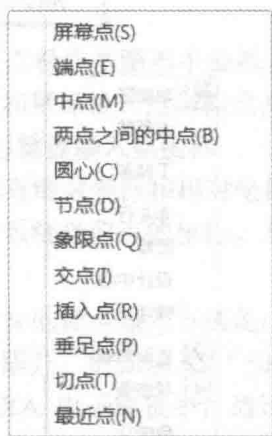 屏幕点(S)
端点(E)
中点(M)
两点之间的中点(B)
圆心(C)
节点(D)
象限点(Q)
交点(I)
插入点(R)
垂足点(P)
切点(T)
最近点(N)